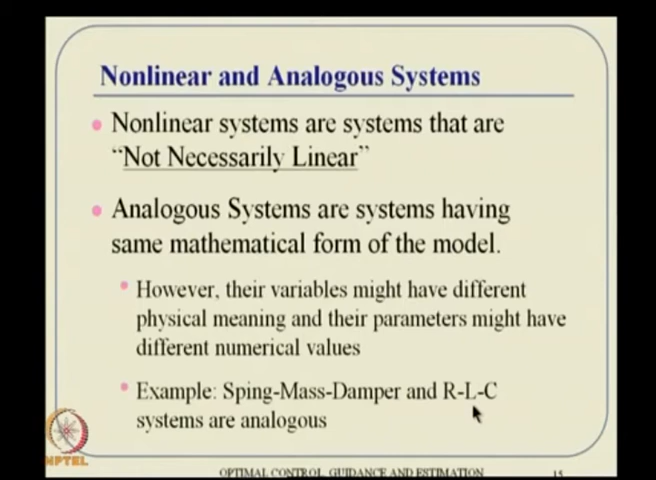 Nonlinear and Analogous Systems
Nonlinear systems are systems that are
“Not Necessarily Linear”
Analogous Systems are systems having
same mathematical form of the model.
However, their variables might have different
physical meaning and their parameters might have
different numerical values
Example: Sping-Mass-Damper and R-L-C
systems are analogous
NPTEL
OPTIMAL CONTROL, GUIDANCE AND ESTIMATION
15